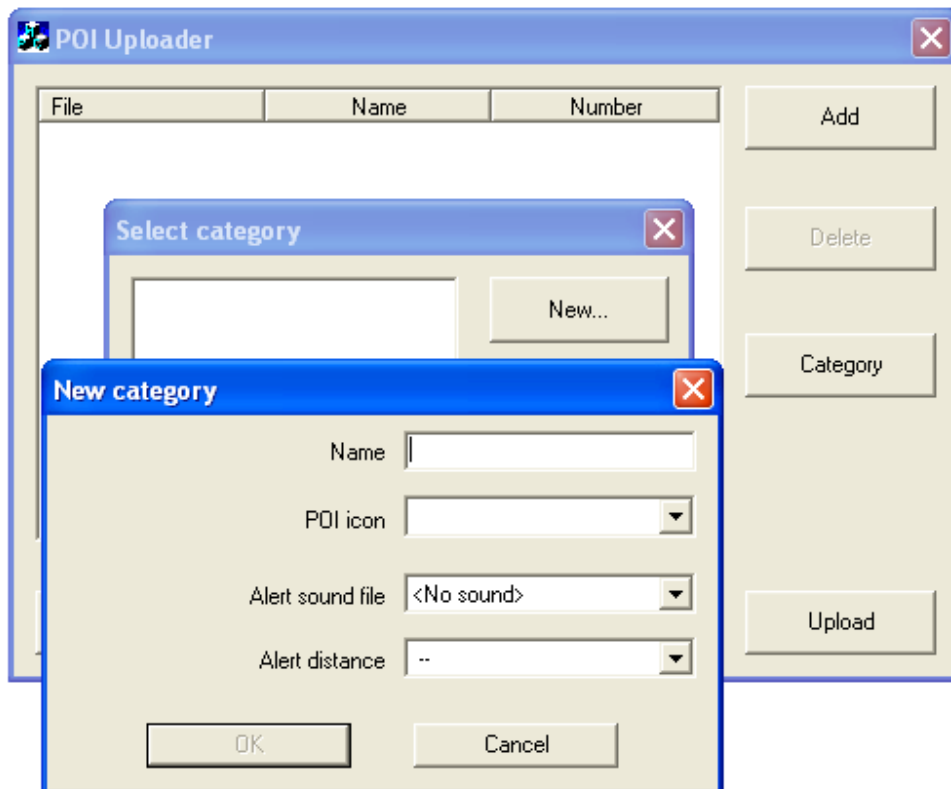 POI Uploader
File Name Number
Add
Select category
Delete
New...
Category
New category
Name
POI icon
Alert sound file <No sound>
Alert distance --
Upload
OK Cancel